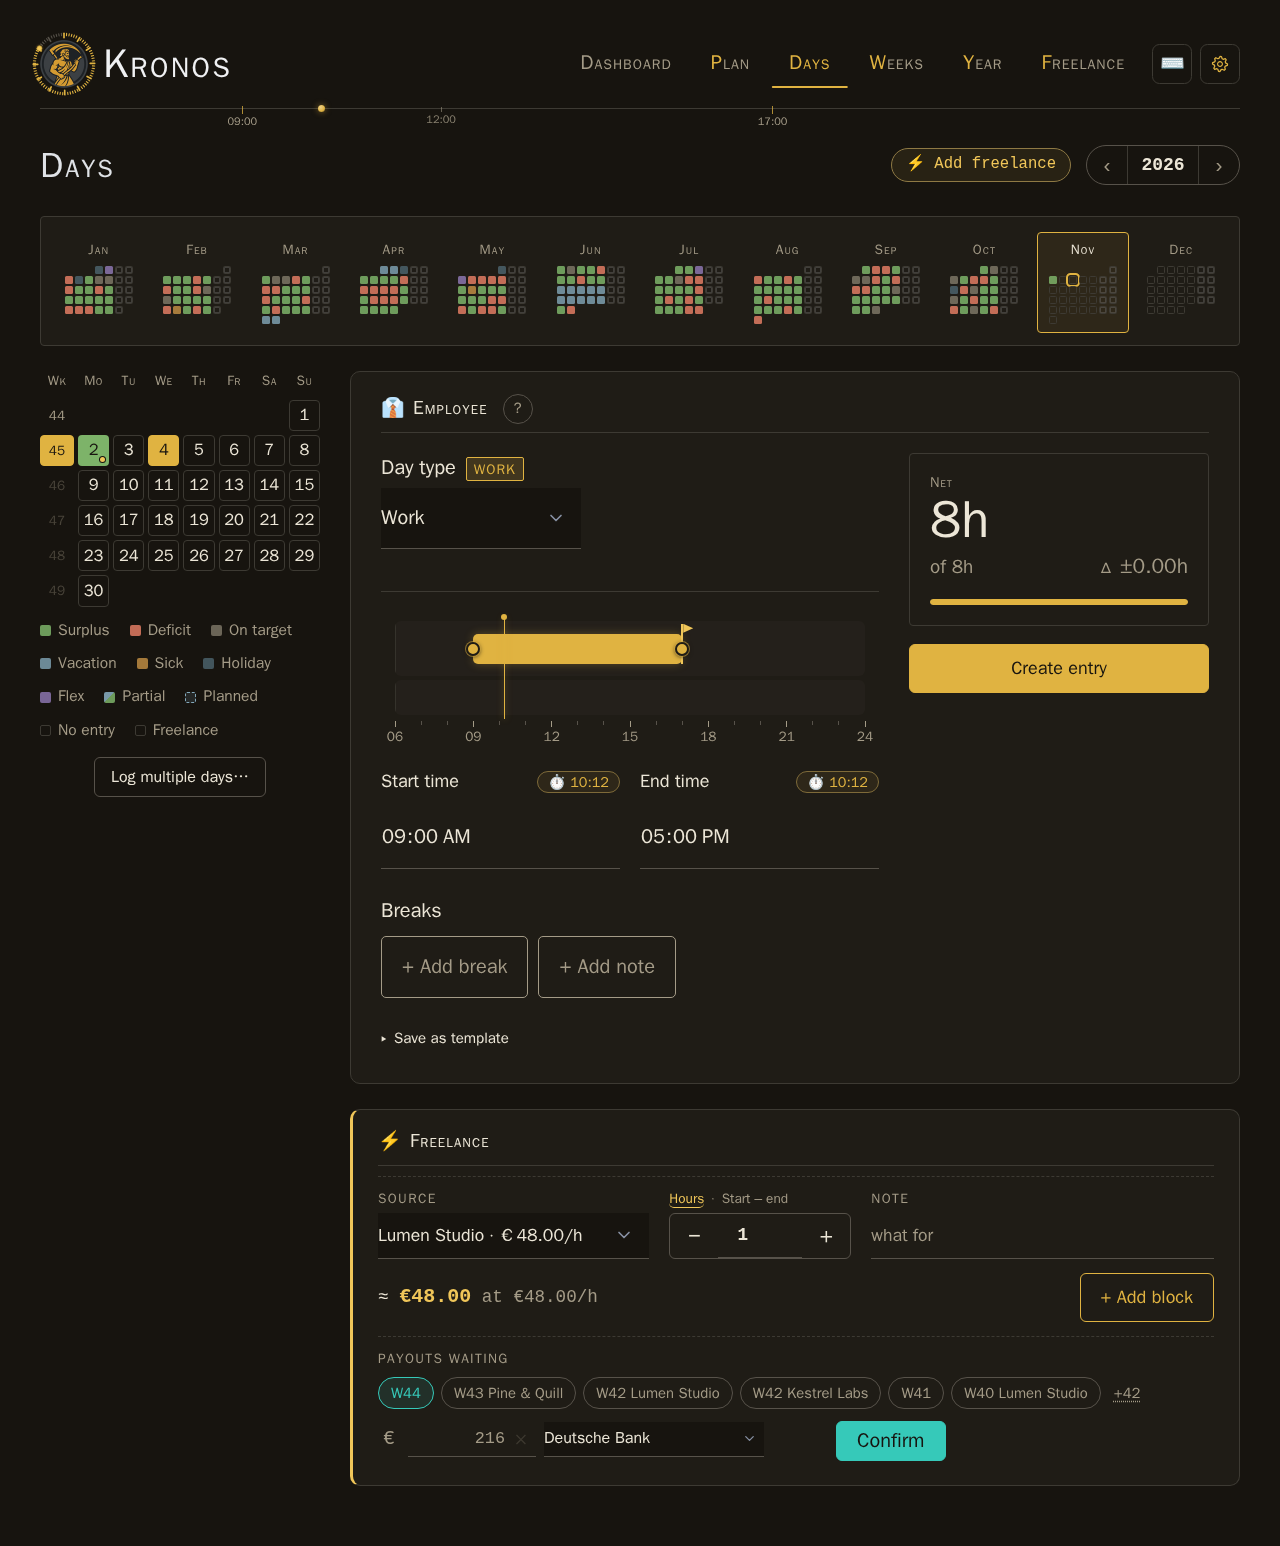 Kronos
Dashboard Plan Days Weeks Year Freelance
09:00 12:00 17:00
Days
⚡ Add freelance
‹ 2026 ›
Jan Feb Mar Apr May Jun Jul Aug Sep Oct Nov Dec
Wk Mo Tu We Th Fr Sa Su
44 1
45 2 3 4 5 6 7 8
46 9 10 11 12 13 14 15
47 16 17 18 19 20 21 22
48 23 24 25 26 27 28 29
49 30
Surplus Deficit On target
Vacation Sick Holiday
Flex Partial Planned
No entry Freelance
Log multiple days···
Employee ?
Day type WORK
Work
Net
8h
of 8h Δ ±0.00h
Create entry
06 09 12 15 18 21 24
Start time 10:12 End time 10:12
09:00 AM 05:00 PM
Breaks
+ Add break + Add note
▸ Save as template
⚡ Freelance
SOURCE Hours · Start – end NOTE
Lumen Studio · € 48.00/h − 1 + what for
≈ €48.00 at €48.00/h + Add block
PAYOUTS WAITING
W44 W43 Pine & Quill W42 Lumen Studio W42 Kestrel Labs W41 W40 Lumen Studio +42
€ 216 × Deutsche Bank Confirm